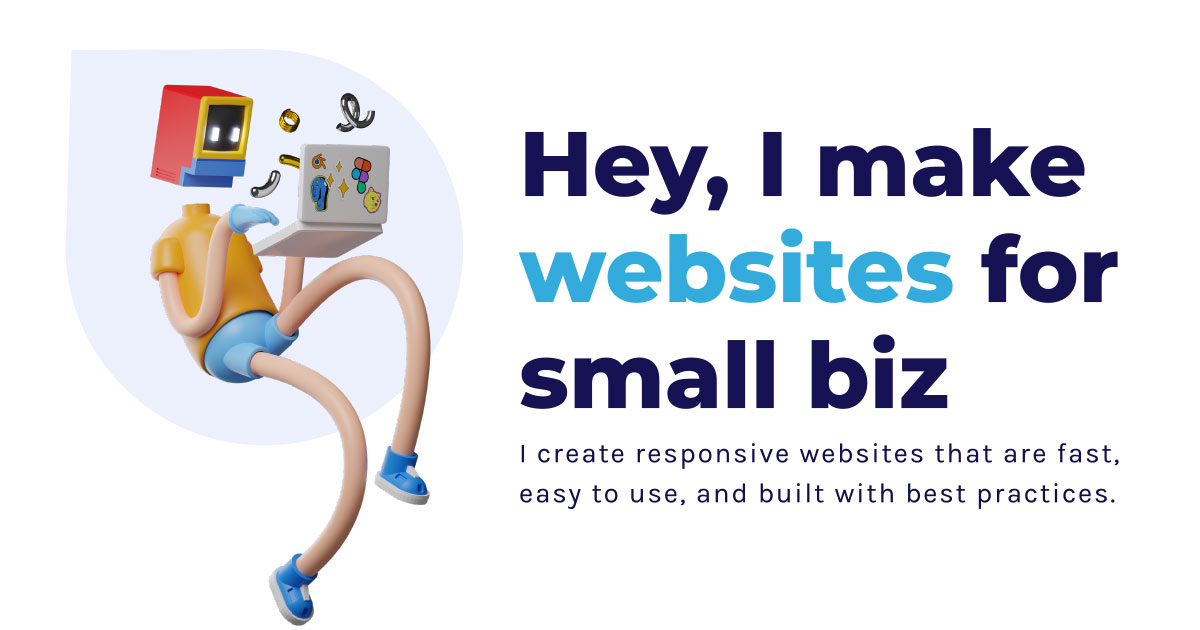 Hey, I make
websites for
small biz
I create responsive websites that are fast,
easy to use, and built with best practices.